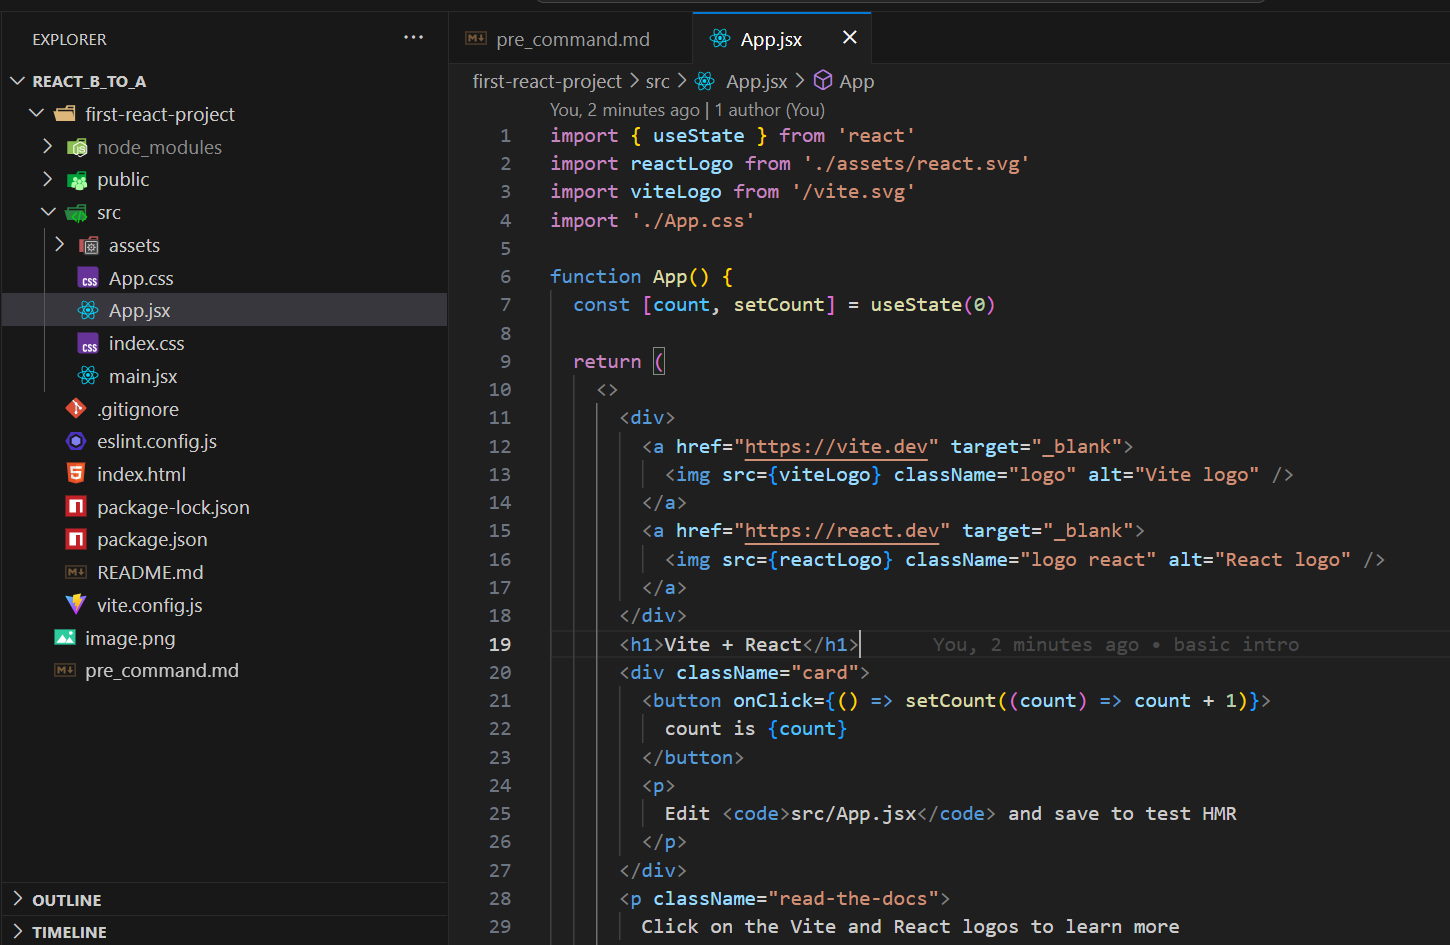 EXPLORER
REACT_B_TO_A
first-react-project
node_modules
public
src
assets
App.css
App.jsx
index.css
main.jsx
.gitignore
eslint.config.js
index.html
package-lock.json
package.json
README.md
vite.config.js
image.png
pre_command.md
OUTLINE
TIMELINE
pre_command.md
App.jsx
first-react-project > src > App.jsx > App
You, 2 minutes ago | 1 author (You)
1 import { useState } from 'react'
2 import reactLogo from './assets/react.svg'
3 import viteLogo from '/vite.svg'
4 import './App.css'
5
6 function App() {
7   const [count, setCount] = useState(0)
8
9   return (
10     <>
11       <div>
12         <a href="https://vite.dev" target="_blank">
13           <img src={viteLogo} className="logo" alt="Vite logo" />
14         </a>
15         <a href="https://react.dev" target="_blank">
16           <img src={reactLogo} className="logo react" alt="React logo" />
17         </a>
18       </div>
19       <h1>Vite + React</h1> You, 2 minutes ago • basic intro
20       <div className="card">
21         <button onClick={() => setCount((count) => count + 1)}>
22           count is {count}
23         </button>
24         <p>
25           Edit <code>src/App.jsx</code> and save to test HMR
26         </p>
27       </div>
28       <p className="read-the-docs">
29         Click on the Vite and React logos to learn more